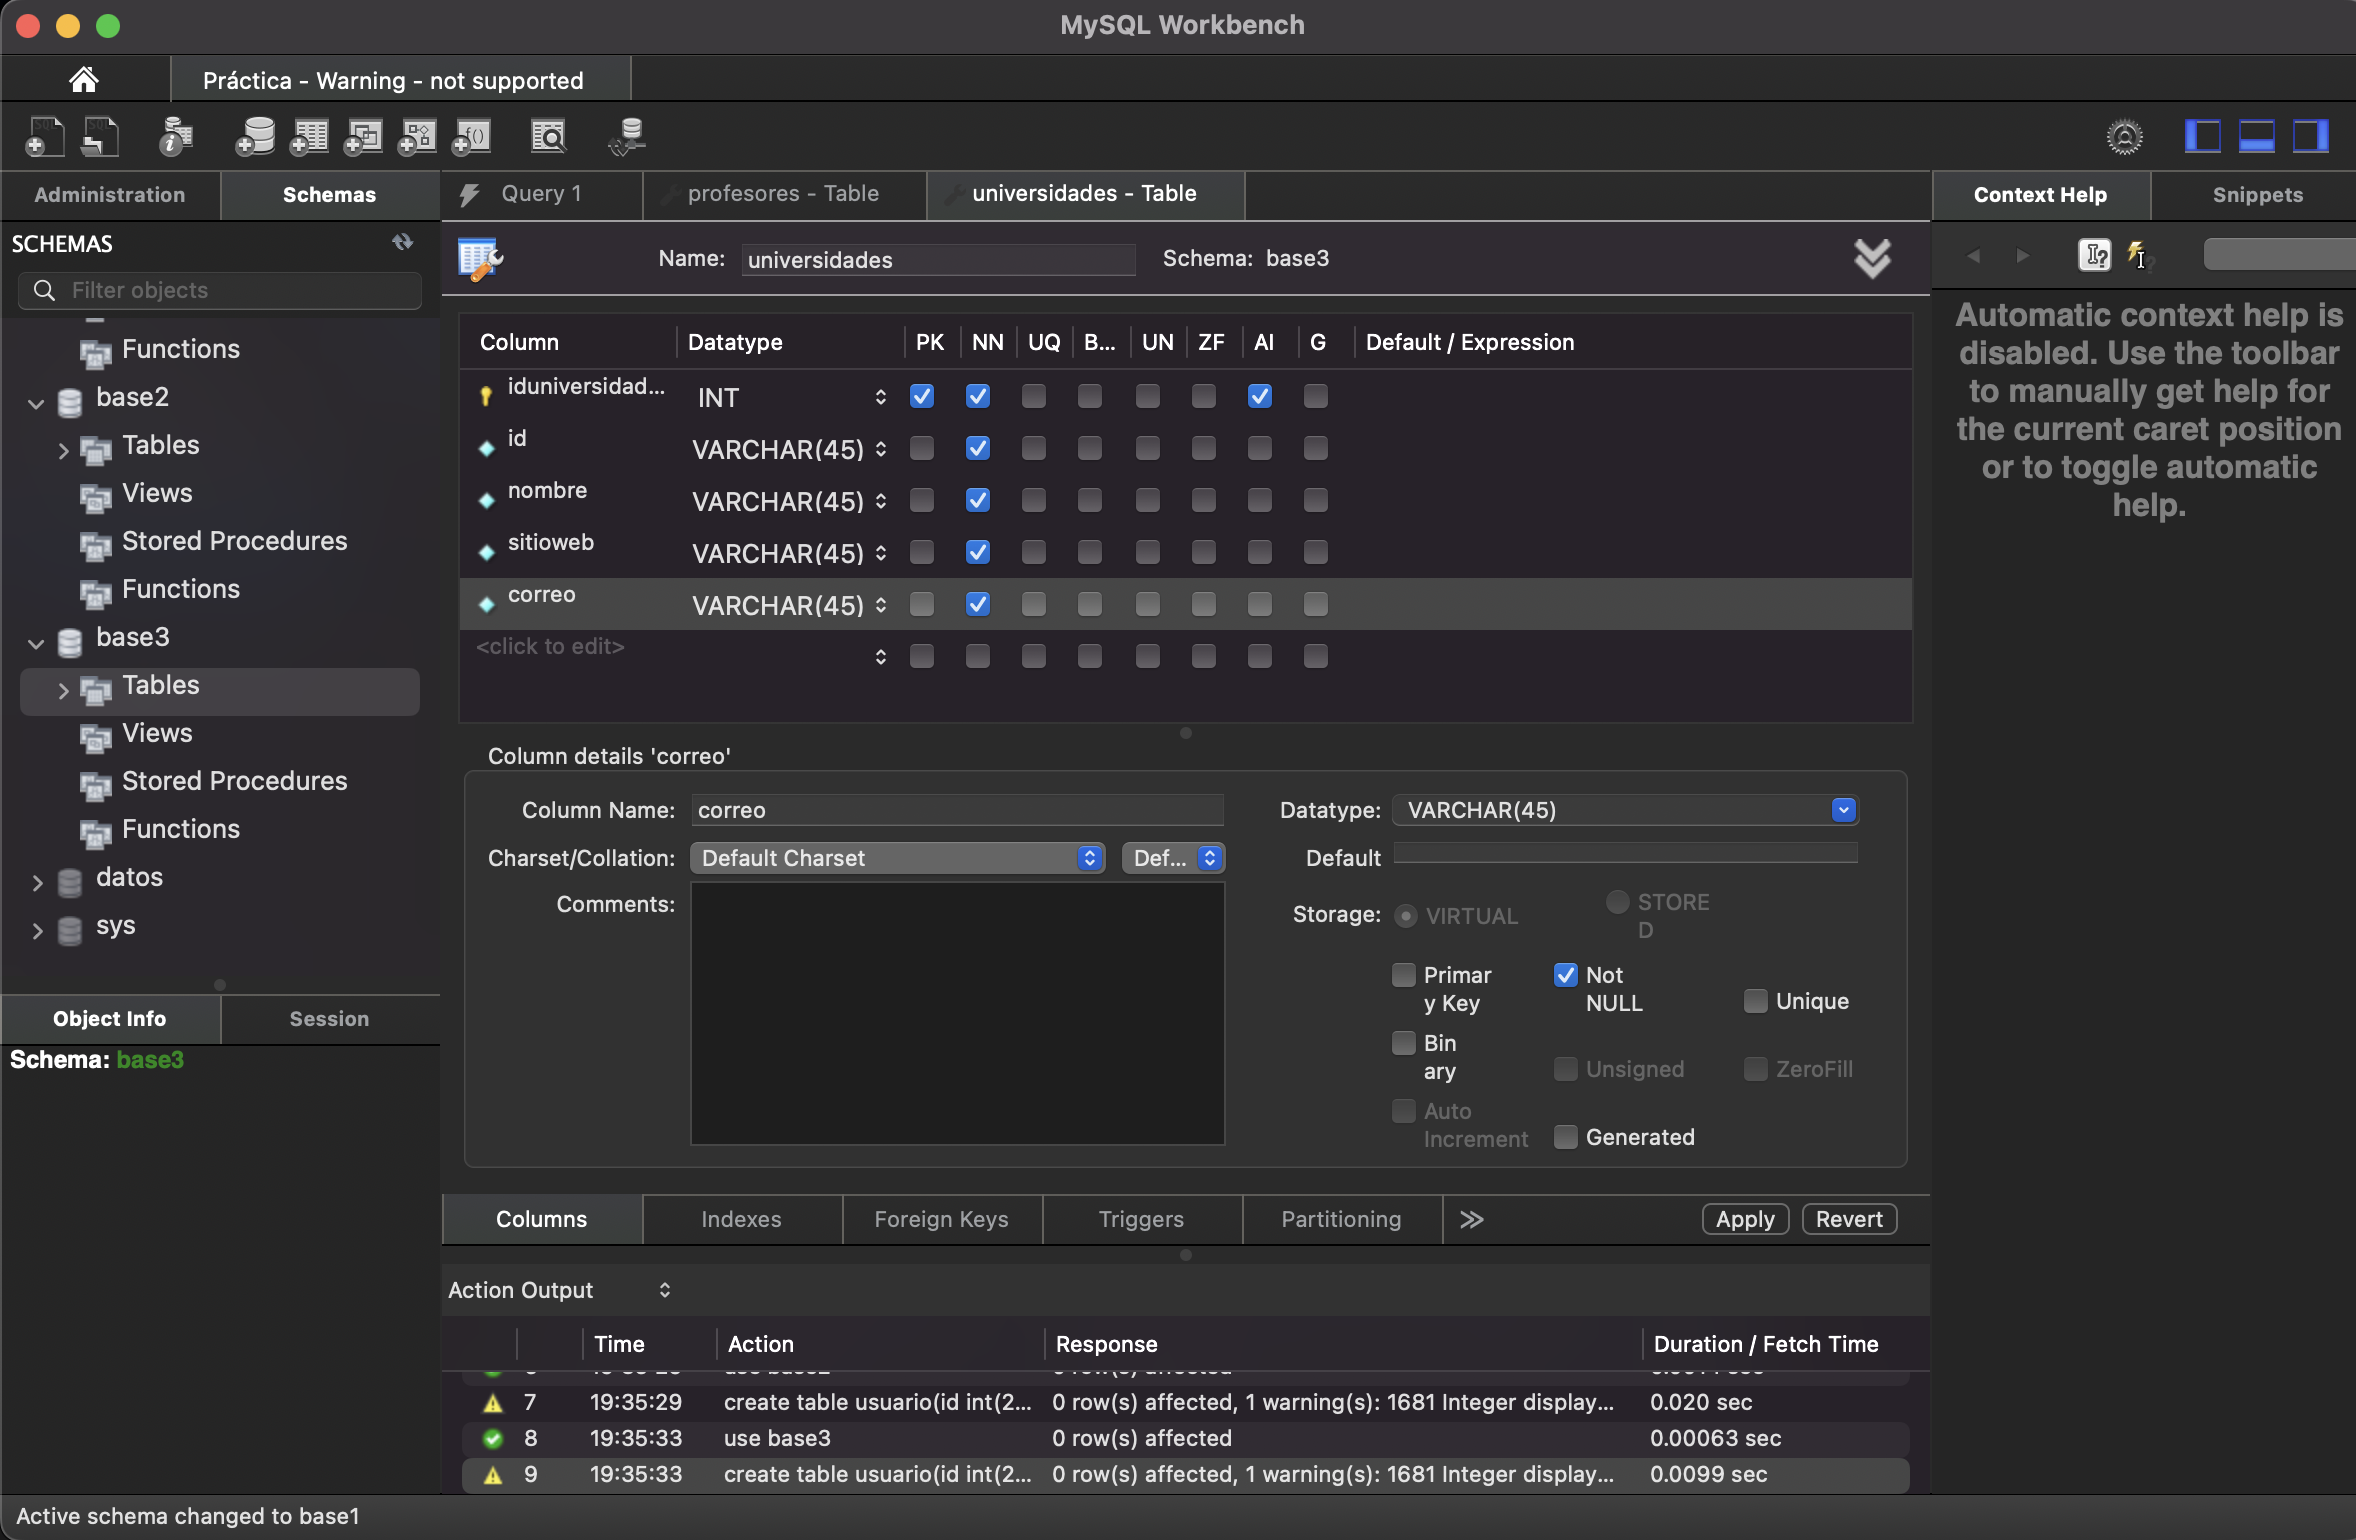 MySQL Workbench
Práctica - Warning - not supported
Administration
Schemas
Query 1
profesores - Table
universidades - Table
Context Help
Snippets
SCHEMAS
Filter objects
Functions
base2
Tables
Views
Stored Procedures
Functions
base3
Tables
Views
Stored Procedures
Functions
datos
sys
Object Info
Session
Schema: base3
Name: universidades Schema: base3
Column Datatype PK NN UQ B... UN ZF AI G Default / Expression
iduniversidad... INT
id VARCHAR(45)
nombre VARCHAR(45)
sitioweb VARCHAR(45)
correo VARCHAR(45)
<click to edit>
Column details 'correo'
Column Name: correo
Charset/Collation: Default Charset Def...
Comments:
Datatype: VARCHAR(45)
Default
Storage: VIRTUAL
STORE
D
Primar
y Key
Not
NULL
Unique
Bin
ary
Unsigned
ZeroFill
Auto
Increment
Generated
Columns
Indexes
Foreign Keys
Triggers
Partitioning
Apply
Revert
Action Output
Time Action Response Duration / Fetch Time
7 19:35:29 create table usuario(id int(2... 0 row(s) affected, 1 warning(s): 1681 Integer display... 0.020 sec
8 19:35:33 use base3 0 row(s) affected 0.00063 sec
9 19:35:33 create table usuario(id int(2... 0 row(s) affected, 1 warning(s): 1681 Integer display... 0.0099 sec
Automatic context help is
disabled. Use the toolbar
to manually get help for
the current caret position
or to toggle automatic
help.
Active schema changed to base1